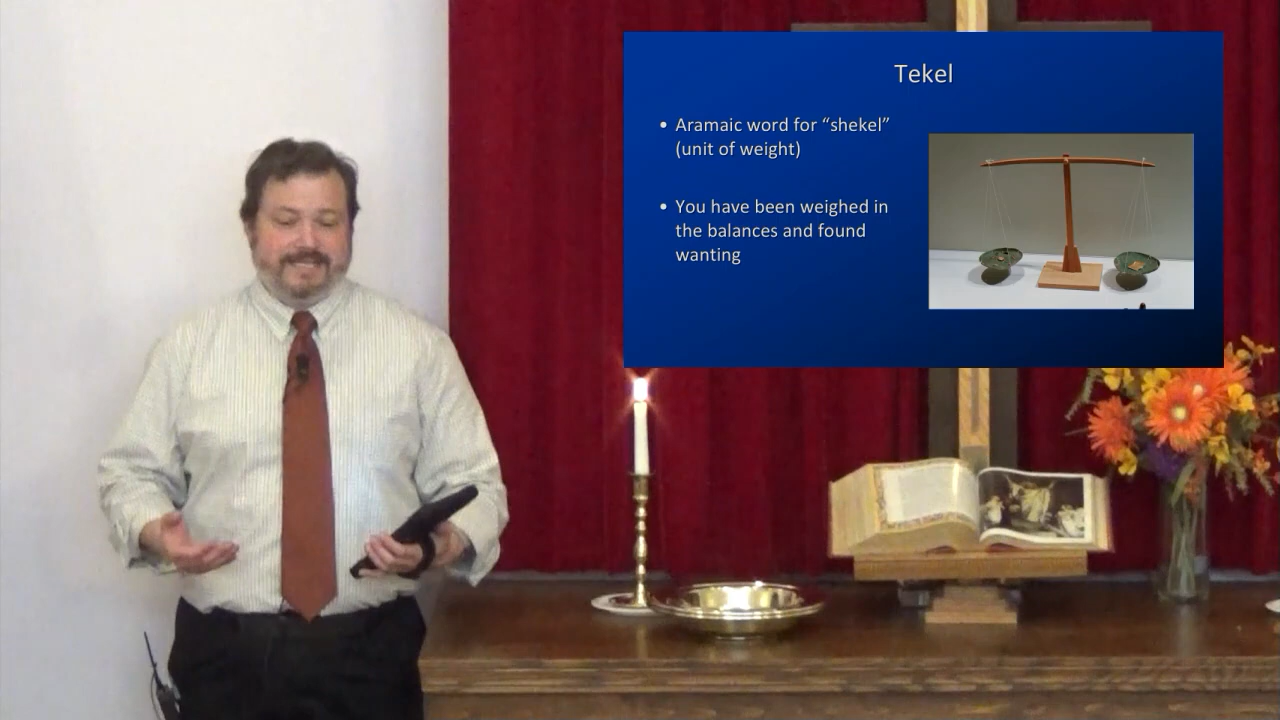 Tekel
• Aramaic word for “shekel”
(unit of weight)
• You have been weighed in
the balances and found
wanting